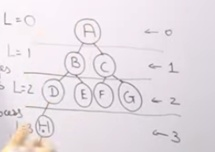 L=0 A ← 0
L=1 B C ← 1
L=2 D E F G ← 2
H ← 3